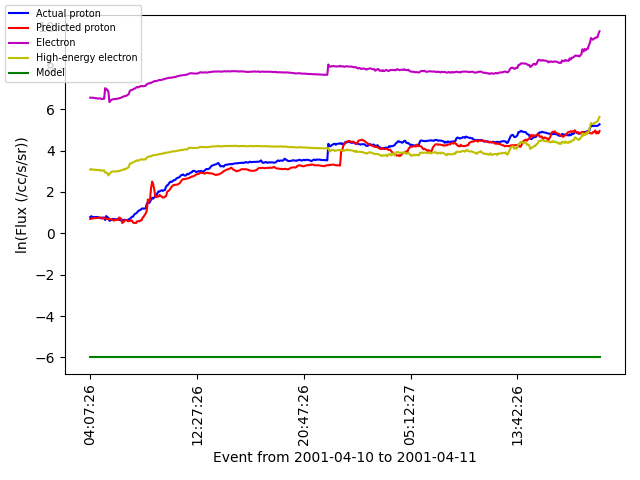 Actual proton
Predicted proton
Electron
High-energy electron
Model
ln(Flux (/cc/s/sr))
6
4
2
0
−2
−4
−6
04:07:26
12:27:26
20:47:26
05:12:27
13:42:26
Event from 2001-04-10 to 2001-04-11